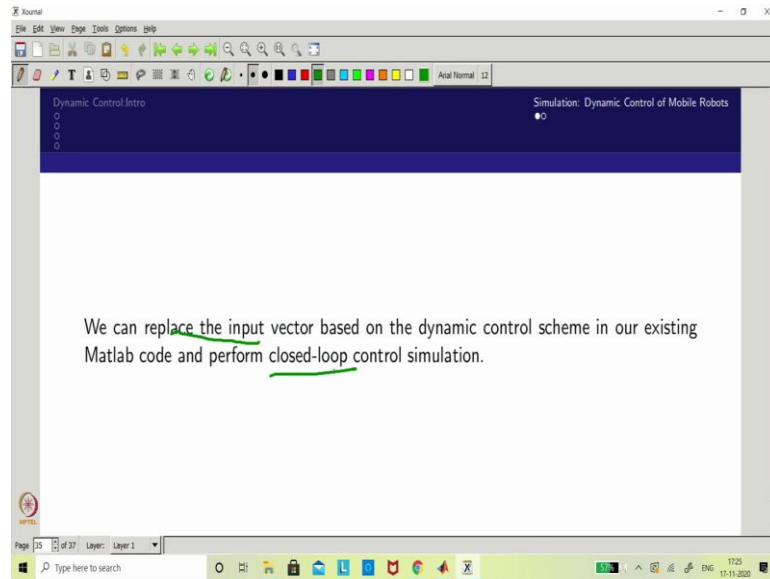 Xournal
File Edit View Page Tools Options Help
Arial Normal 12
Dynamic Control:Intro
Simulation: Dynamic Control of Mobile Robots
We can replace the input vector based on the dynamic control scheme in our existing
Matlab code and perform closed-loop control simulation.
NPTEL
Page 35 of 37 Layer: Layer 1
Type here to search
57%
ENG
17:25
17-11-2020